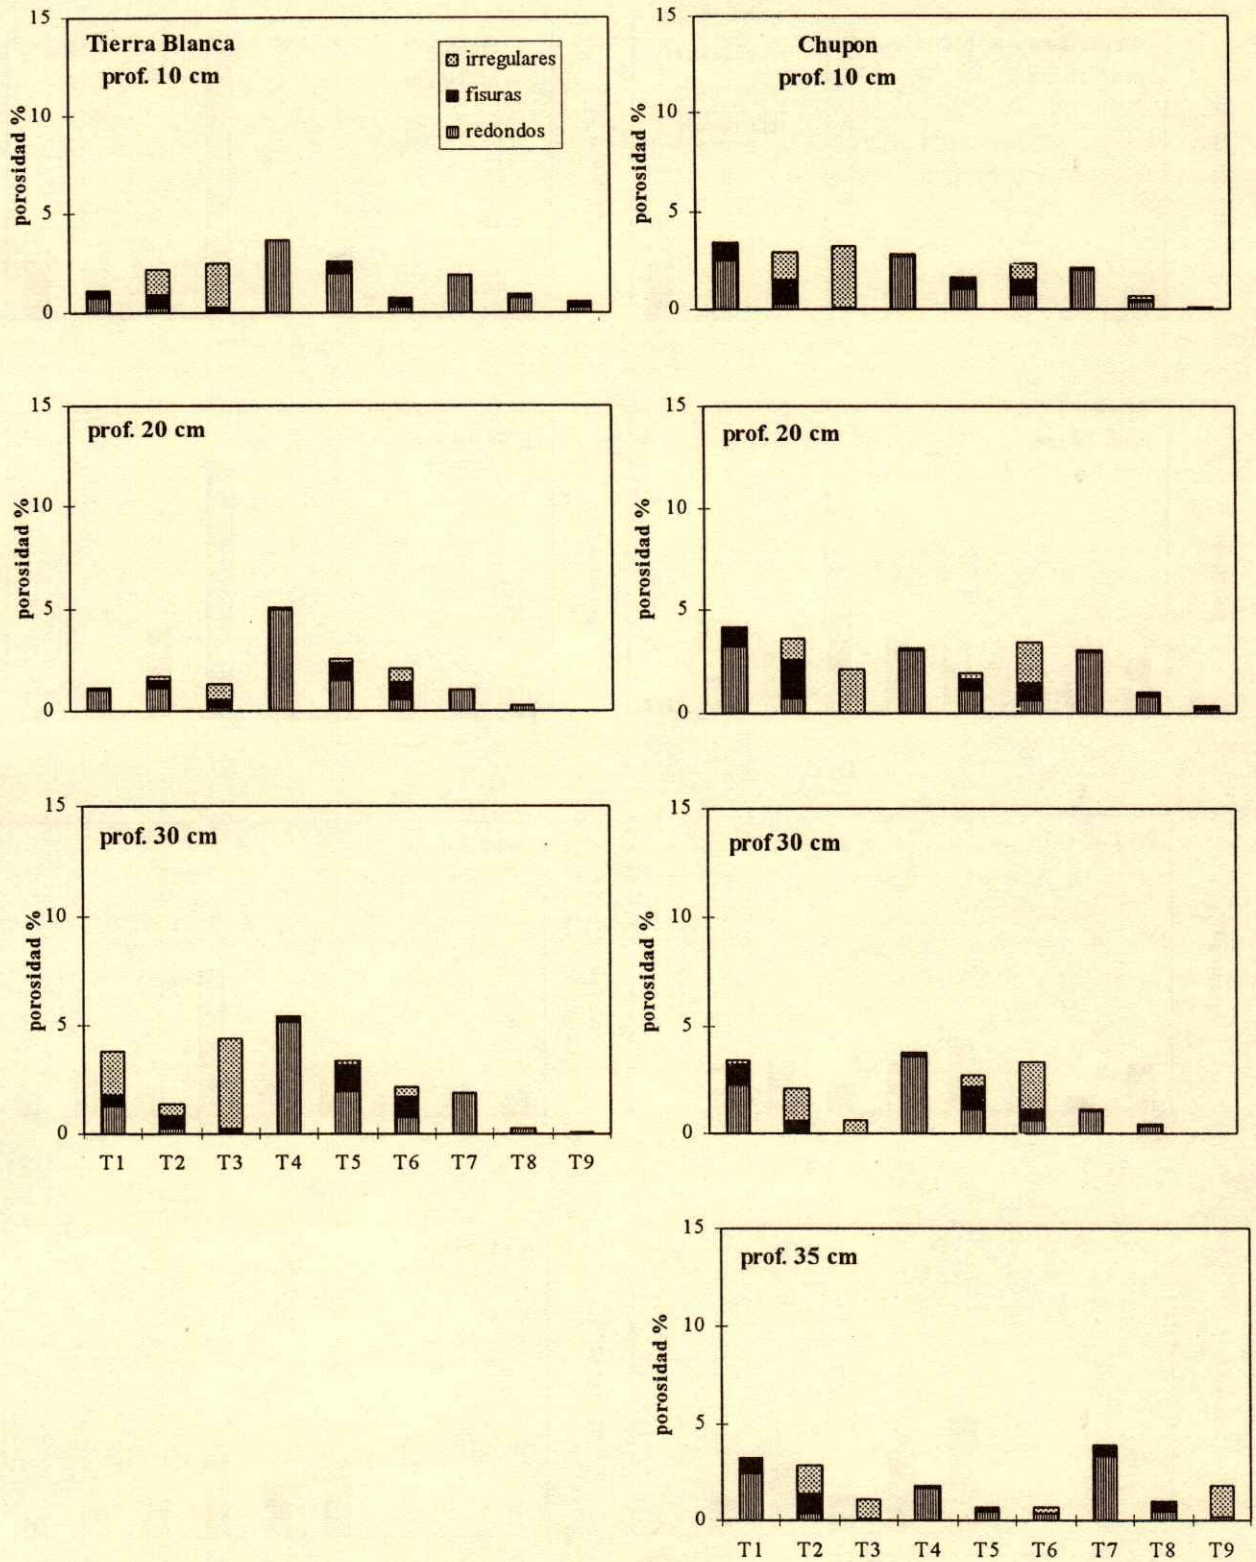 Tierra Blanca
prof. 10 cm
irregulares
fisuras
redondos
porosidad %
15
10
5
0
Chupon
prof. 10 cm
porosidad %
15
10
5
0
prof. 20 cm
porosidad %
15
10
5
0
prof. 20 cm
porosidad %
15
10
5
0
prof. 30 cm
porosidad %
15
10
5
0
T1 T2 T3 T4 T5 T6 T7 T8 T9
prof 30 cm
porosidad %
15
10
5
0
prof. 35 cm
porosidad %
15
10
5
0
T1 T2 T3 T4 T5 T6 T7 T8 T9